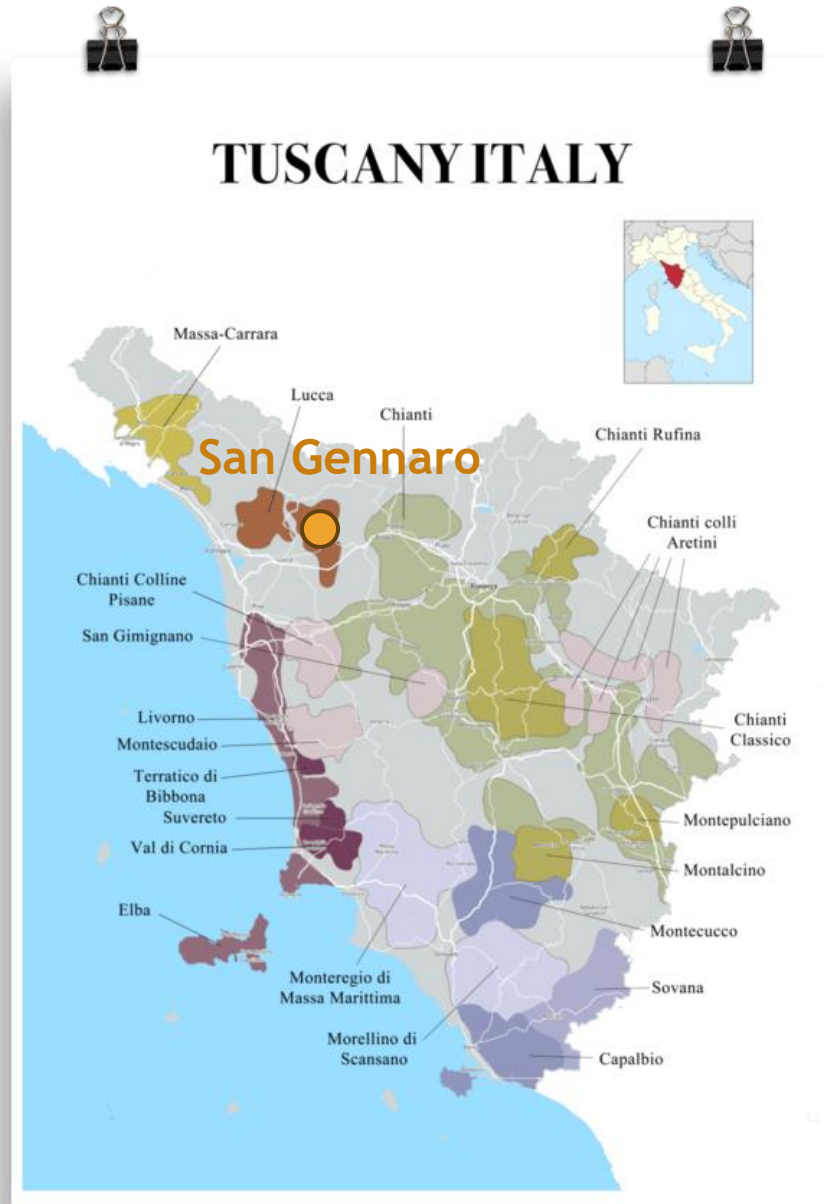 TUSCANY ITALY
Massa-Carrara
Lucca
Chianti
San Gennaro
Chianti Rufina
Chianti colli
Aretini
Chianti Colline
Pisane
San Gimignano
Livorno
Montescudaio
Terratico di
Bibbona
Suvereto
Val di Cornia
Elba
Chianti
Classico
Montepulciano
Montalcino
Montecucco
Monteregio di
Massa Marittima
Sovana
Morellino di
Scansano
Capalbio